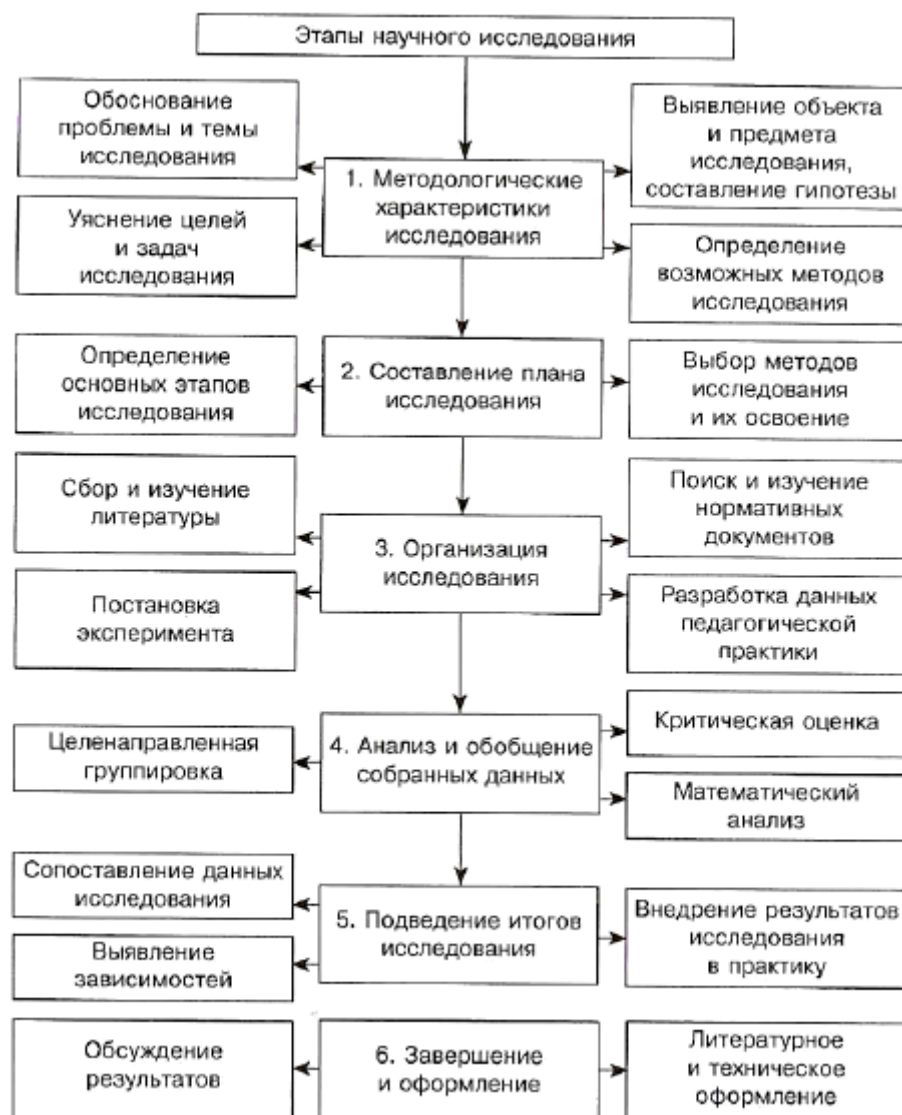 Этапы научного исследования
Обоснование
проблемы и темы
исследования
Выявление объекта
и предмета
исследования,
составление гипотезы
1. Методологические
характеристики
исследования
Уяснение целей
и задач
исследования
Определение
возможных методов
исследования
Определение
основных этапов
исследования
2. Составление плана
исследования
Выбор методов
исследования
и их освоение
Сбор и изучение
литературы
Поиск и изучение
нормативных
документов
3. Организация
исследования
Постановка
эксперимента
Разработка данных
педагогической
практики
Критическая оценка
Целенаправленная
группировка
4. Анализ и обобщение
собранных данных
Математический
анализ
Сопоставление данных
исследования
5. Подведение итогов
исследования
Внедрение результатов
исследования
в практику
Выявление
зависимостей
Обсуждение
результатов
6. Завершение
и оформление
Литературное
и техническое
оформление